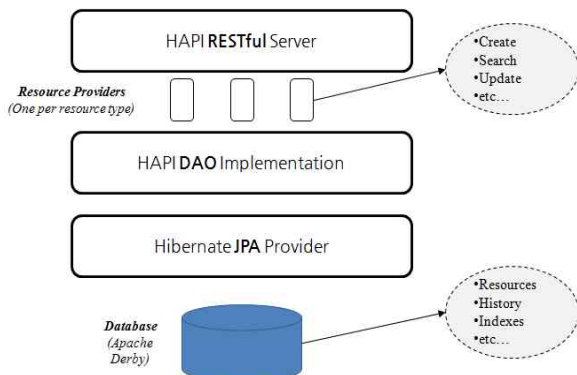 HAPI RESTful Server
•Create
•Search
•Update
•etc...
Resource Providers
(One per resource type)
HAPI DAO Implementation
Hibernate JPA Provider
•Resources
•History
•Indexes
•etc...
Database
(Apache
Derby)